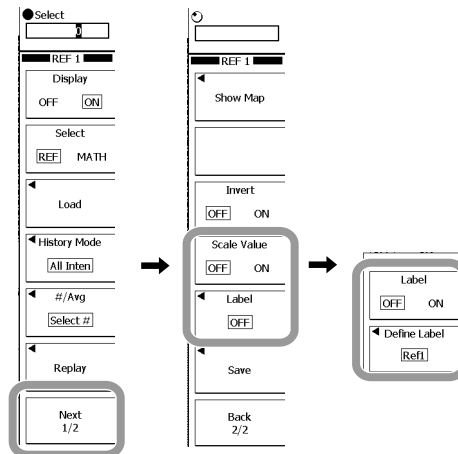 Select
0
REF 1
Display
OFF ON
Select
REF MATH
Load
History Mode
All Inten
#/Avg
Select #
Replay
Next
1/2
REF 1
Show Map
Invert
OFF ON
Scale Value
OFF ON
Label
OFF
Save
Back
2/2
Label
OFF ON
Define Label
Ref1